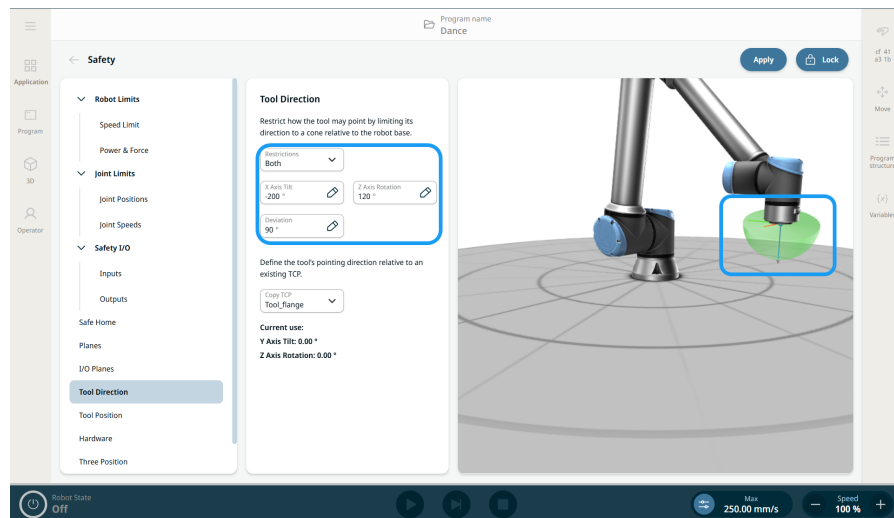 Program name
Dance
Safety
Apply
Lock
cf 41
a3 1b
Application
Program
3D
Operator
Move
Program
structure
Variables
Robot Limits
Speed Limit
Power & Force
Joint Limits
Joint Positions
Joint Speeds
Safety I/O
Inputs
Outputs
Safe Home
Planes
I/O Planes
Tool Direction
Tool Position
Hardware
Three Position
Tool Direction
Restrict how the tool may point by limiting its
direction to a cone relative to the robot base.
Restrictions
Both
X Axis Tilt
-200 °
Z Axis Rotation
120 °
Deviation
90 °
Define the tool's pointing direction relative to an
existing TCP.
Copy TCP
Tool_flange
Current use:
Y Axis Tilt: 0.00 °
Z Axis Rotation: 0.00 °
Robot State
Off
Max
250.00 mm/s
Speed
100 %